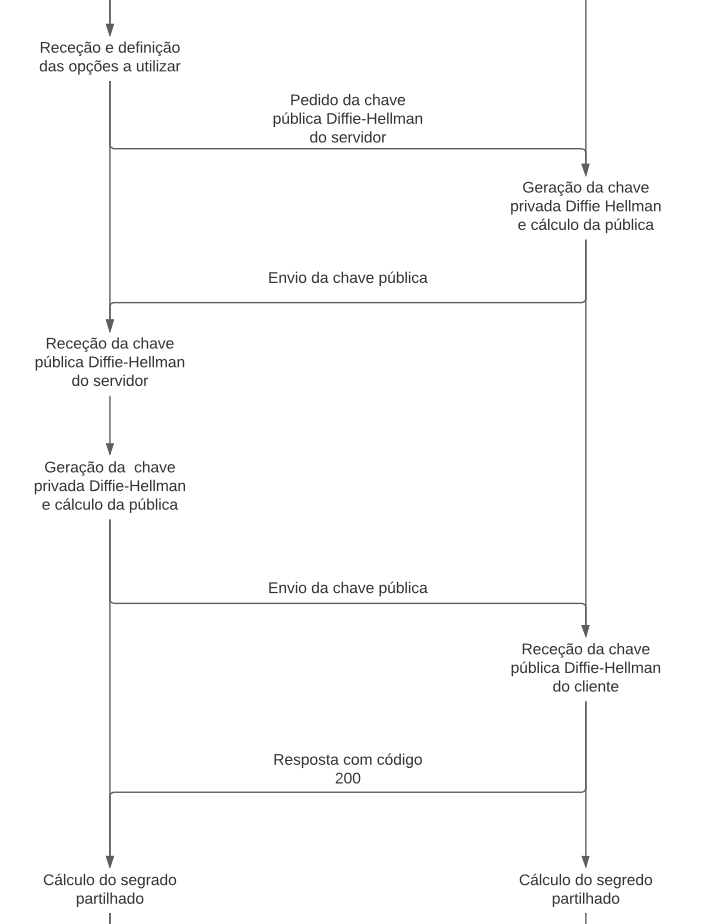 Receção e definição
das opções a utilizar
Pedido da chave
pública Diffie-Hellman
do servidor
Geração da chave
privada Diffie Hellman
e cálculo da pública
Envio da chave pública
Receção da chave
pública Diffie-Hellman
do servidor
Geração da  chave
privada Diffie-Hellman
e cálculo da pública
Envio da chave pública
Receção da chave
pública Diffie-Hellman
do cliente
Resposta com código
200
Cálculo do segrado
partilhado
Cálculo do segredo
partilhado